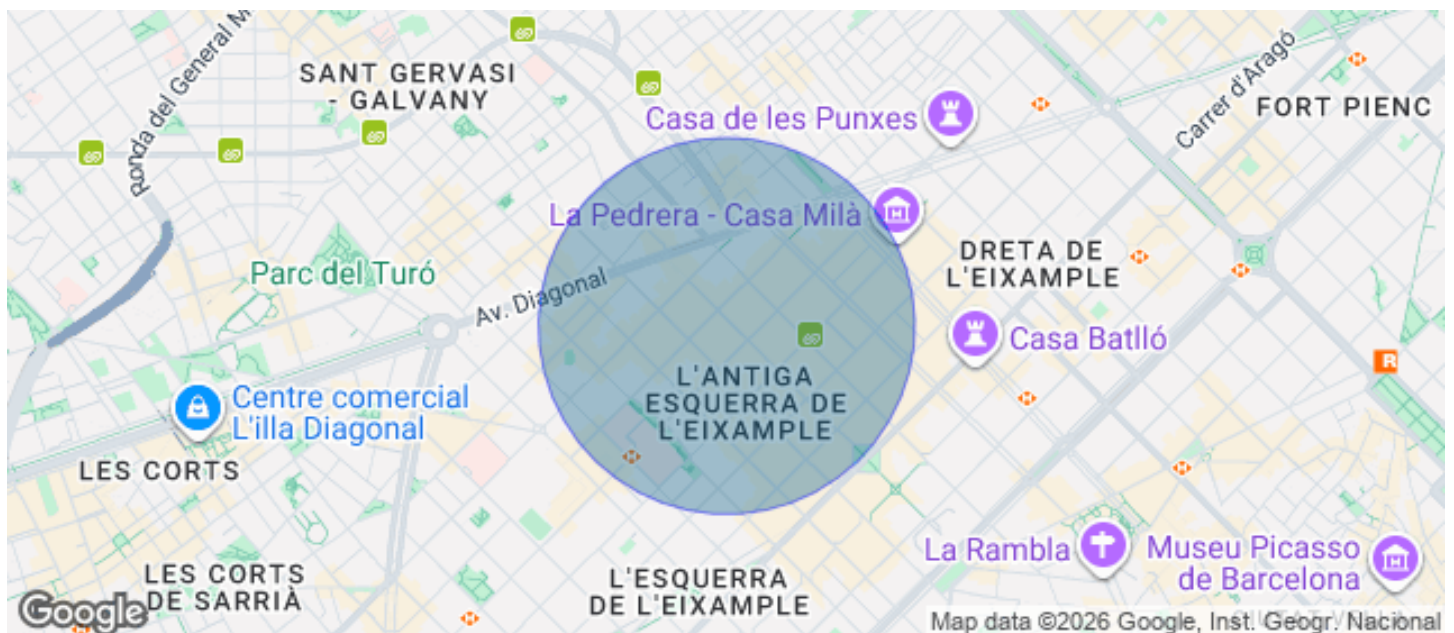 Ronda del General M
SANT GERVASI
- GALVANY
Casa de les Punxes
Carrer d'Aragó
FORT PIENC
La Pedrera - Casa Milà
DRETA DE
L'EIXAMPLE
Parc del Turó
Av. Diagonal
Casa Batlló
L'ANTIGA
ESQUERRA DE
L'EIXAMPLE
Centre comercial
L'illa Diagonal
R
LES CORTS
La Rambla
Museu Picasso
de Barcelona
LES CORTS
DE SARRIÀ
L'ESQUERRA
DE L'EIXAMPLE
CIUTAT VELLA
Google
Map data ©2026 Google, Inst. Geogr. Nacional